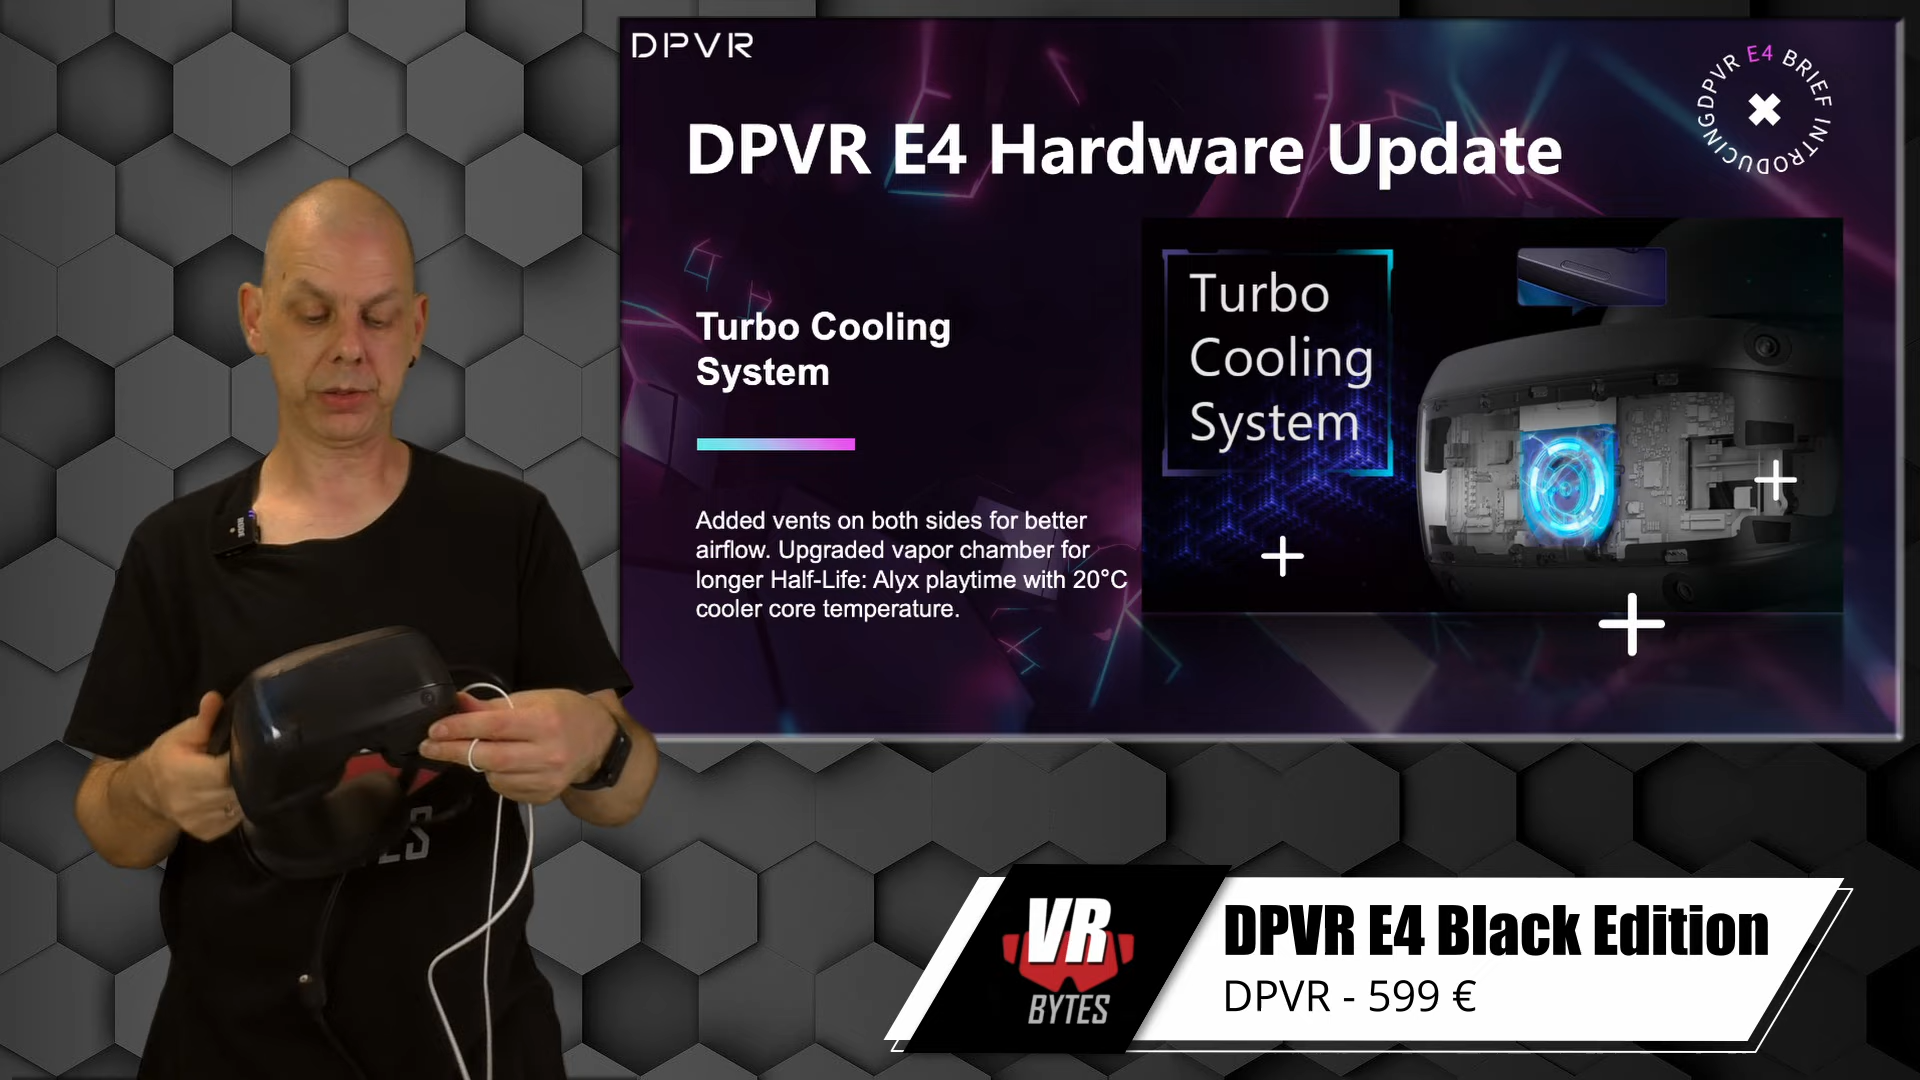 DPVR
DPVR E4 BRIEF INTRODUCING
DPVR E4 Hardware Update
Turbo Cooling
System
Added vents on both sides for better
airflow. Upgraded vapor chamber for
longer Half-Life: Alyx playtime with 20°C
cooler core temperature.
Turbo
Cooling
System
VR
BYTES
DPVR E4 Black Edition
DPVR - 599 €